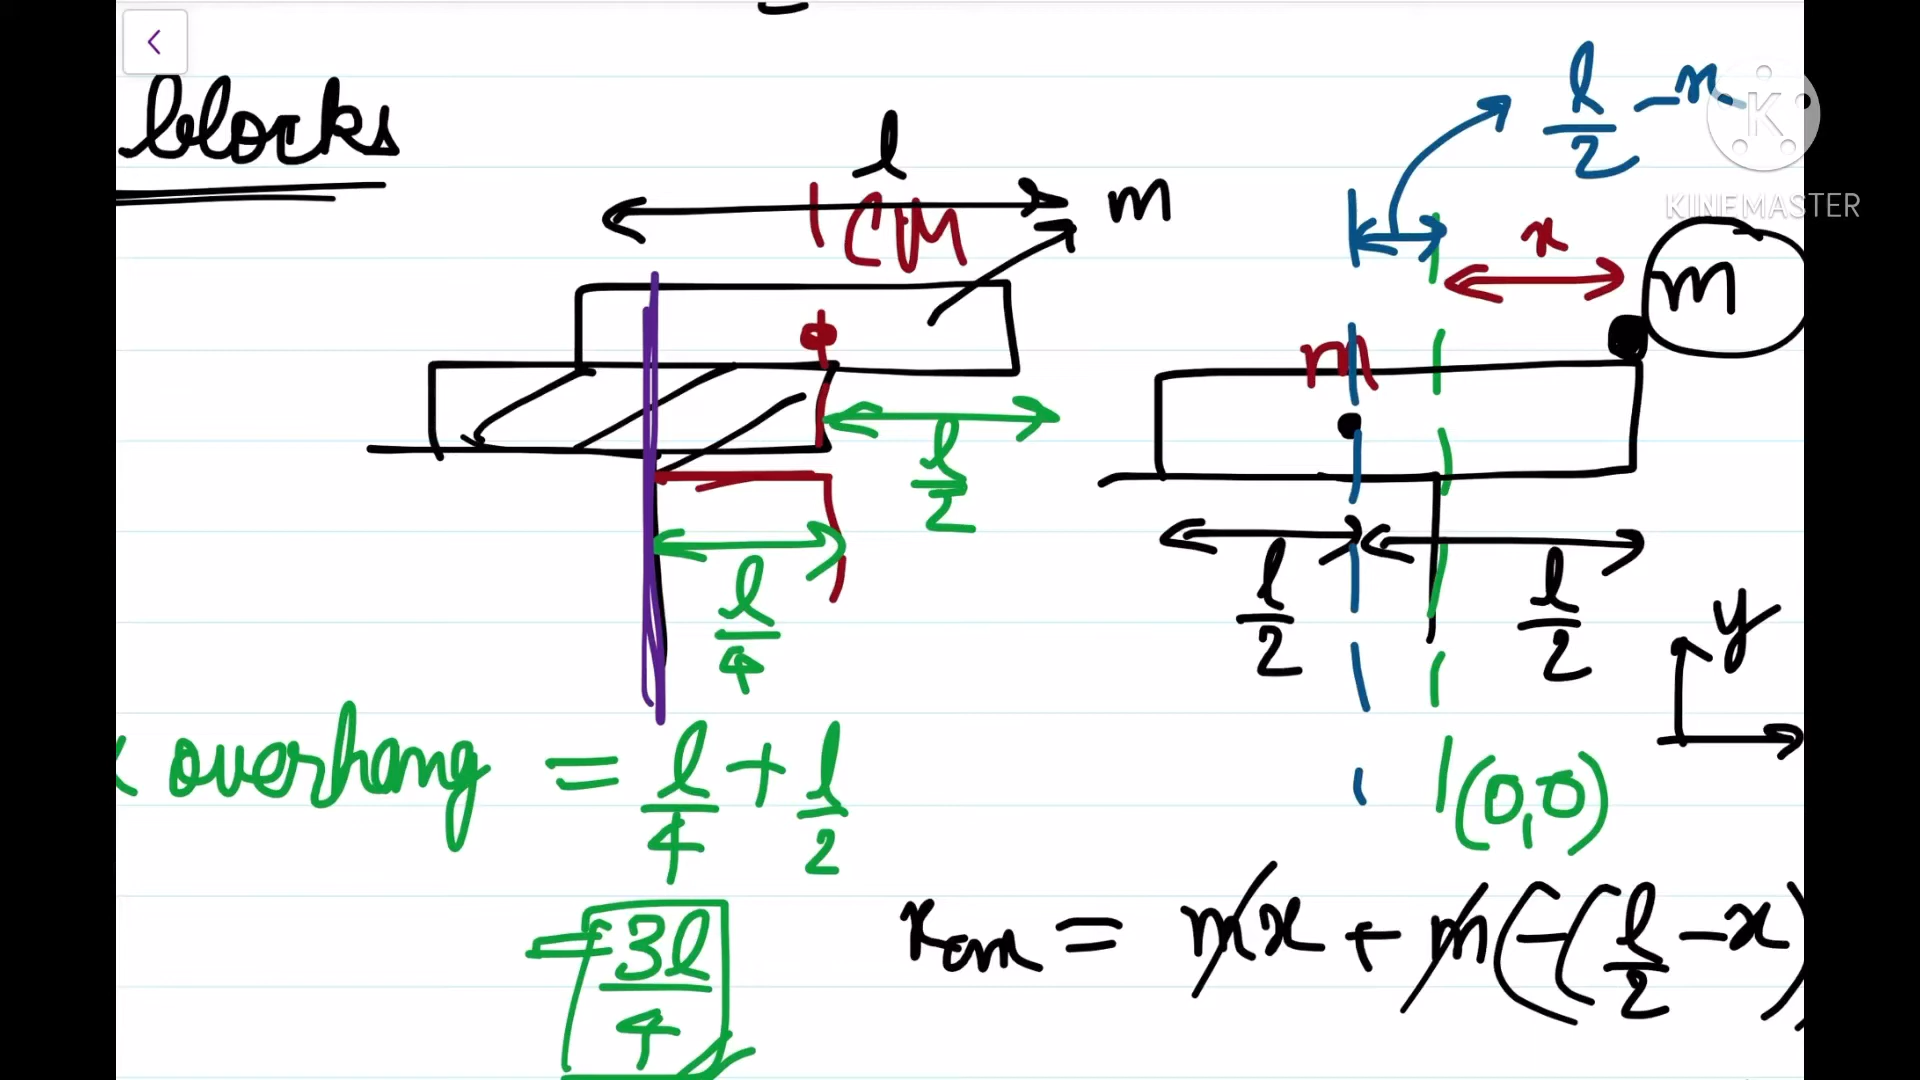 blocks
l
CM
m
l/2 - x
K
KINEMASTER
x
m
m
l/2
l/4
l/2
l/2
y
overhang = l/4 + l/2
(0,0)
= 3l/4
xcm = mx + m(-(l/2 - x)